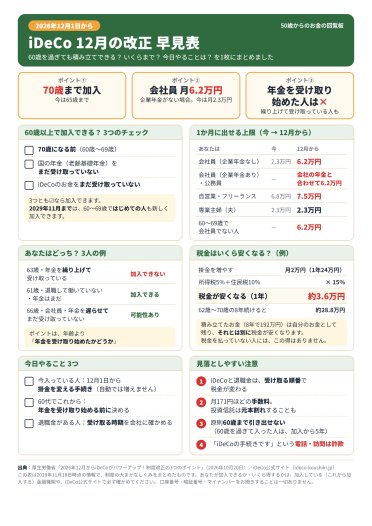 2026年12月1日から
50歳からのお金の回覧板
iDeCo 12月の改正 早見表
60歳を過ぎても積み立てできる？ いくらまで？ 今日やることは？ を1枚にまとめました
ポイント①
70歳まで加入
今は65歳まで
ポイント②
会社員 月6.2万円
企業年金がない場合。今は月2.3万円
ポイント③
年金を受け取り
始めた人は×
繰り上げで受け取っている人も
60歳以上で加入できる？ 3つのチェック
70歳になる前（60歳〜69歳）
国の年金（老齢基礎年金）を
まだ受け取っていない
iDeCoのお金をまだ受け取っていない
3つとも☑なら加入できます。
2029年11月までは、60〜69歳ではじめての人も新しく
加入できます。
1か月に出せる上限（今 → 12月から）
あなたは 今 12月から
会社員（企業年金なし） 2.3万円 6.2万円
会社員（企業年金あり）
・公務員 — 会社の年金と
合わせて6.2万円
自営業・フリーランス 6.8万円 7.5万円
専業主婦（夫） 2.3万円 2.3万円
60〜69歳で
会社員でない人 — 6.2万円
あなたはどっち？ 3人の例
63歳・年金を繰り上げて
受け取っている 加入できない
61歳・退職して働いていない
・年金はまだ 加入できる
66歳・会社員・年金を遅らせて
まだ受け取っていない 可能性あり
ポイントは、年齢より
「年金を受け取り始めたかどうか」
税金はいくら安くなる？（例）
掛金を増やす 月2万円（1年24万円）
所得税5%＋住民税10% × 15%
税金が安くなる（1年） 約3.6万円
62歳〜70歳の8年続けると 約28.8万円
積み立てたお金（8年で192万円）は自分のお金として
残り、それとは別に税金が安くなります。
税金を払っていない人には、この得はありません。
今日やること 3つ
今入っている人：12月1日から
掛金を変える手続き（自動では増えません）
60代でこれから：
年金を受け取り始める前に決める
退職金がある人：受け取る時期を会社に確かめる
見落としやすい注意
1 iDeCoと退職金は、受け取る順番で
税金が変わる
2 月171円ほどの手数料。
投資信託は元本割れすることも
3 原則60歳まで引き出せない
（60歳を過ぎて入った人は、加入から5年）
4 「iDeCoの手続きです」という電話・訪問は詐欺